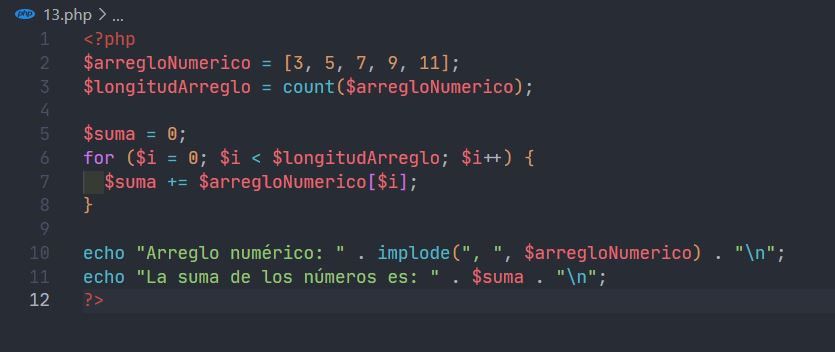 13.php > ...
1 <?php
2 $arregloNumerico = [3, 5, 7, 9, 11];
3 $longitudArreglo = count($arregloNumerico);
4
5 $suma = 0;
6 for ($i = 0; $i < $longitudArreglo; $i++) {
7   $suma += $arregloNumerico[$i];
8 }
9
10 echo "Arreglo numérico: " . implode(", ", $arregloNumerico) . "\n";
11 echo "La suma de los números es: " . $suma . "\n";
12 ?>